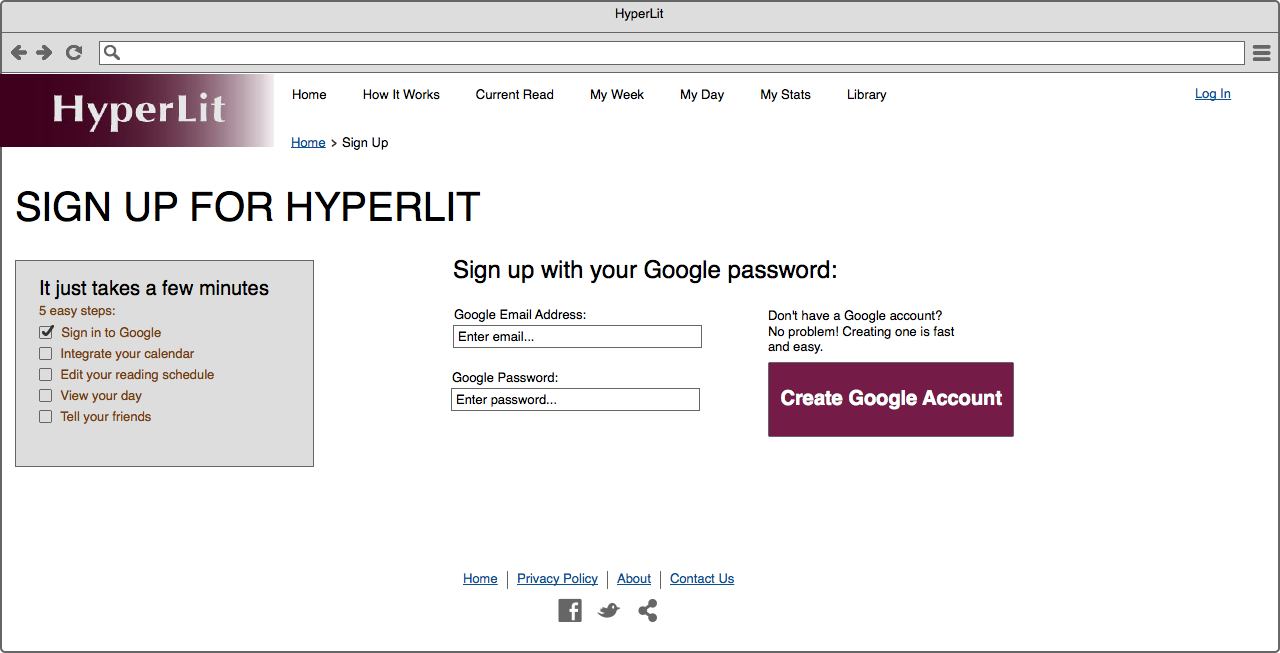 HyperLit
HyperLit
Home How It Works Current Read My Week My Day My Stats Library Log In
Home > Sign Up
SIGN UP FOR HYPERLIT
It just takes a few minutes
5 easy steps:
Sign in to Google
Integrate your calendar
Edit your reading schedule
View your day
Tell your friends
Sign up with your Google password:
Google Email Address:
Enter email...
Google Password:
Enter password...
Don't have a Google account?
No problem! Creating one is fast
and easy.
Create Google Account
Home Privacy Policy About Contact Us